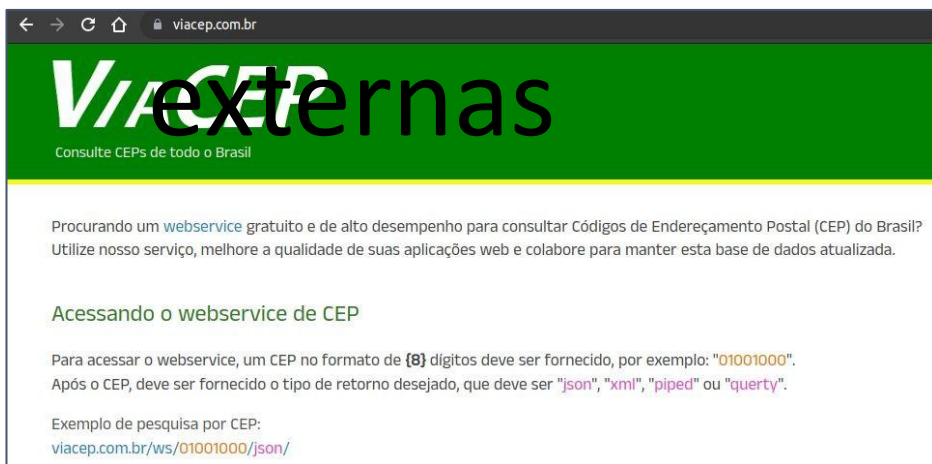 viacep.com.br
VIACEP
externas
Consulte CEPs de todo o Brasil
Procurando um webservice gratuito e de alto desempenho para consultar Códigos de Endereçamento Postal (CEP) do Brasil?
Utilize nosso serviço, melhore a qualidade de suas aplicações web e colabore para manter esta base de dados atualizada.
Acessando o webservice de CEP
Para acessar o webservice, um CEP no formato de {8} dígitos deve ser fornecido, por exemplo: "01001000".
Após o CEP, deve ser fornecido o tipo de retorno desejado, que deve ser "json", "xml", "piped" ou "querty".
Exemplo de pesquisa por CEP:
viacep.com.br/ws/01001000/json/